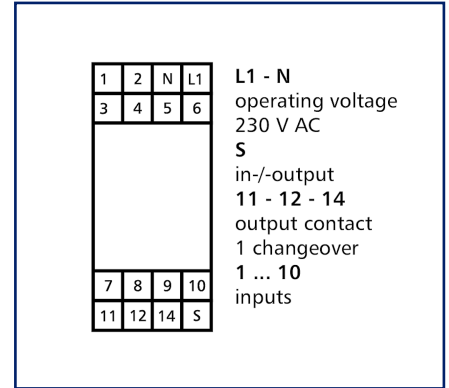 1 2 N L1
3 4 5 6
7 8 9 10
11 12 14 S
L1 - N
operating voltage
230 V AC
S
in-/-output
11 - 12 - 14
output contact
1 changeover
1 ... 10
inputs